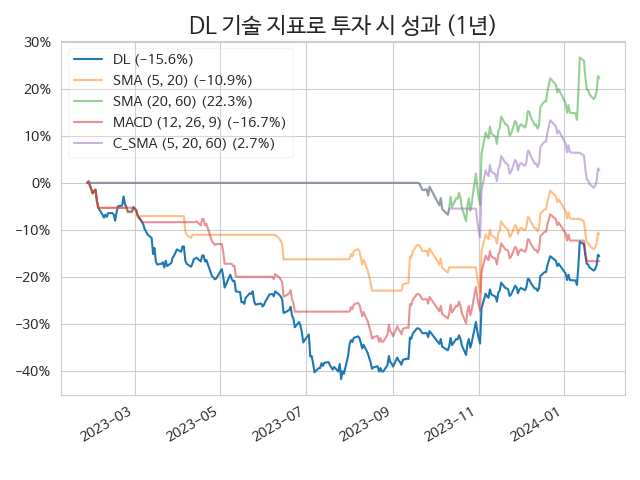 DL 기술 지표로 투자 시 성과 (1년)
30%
20%
10%
0%
−10%
−20%
−30%
−40%
DL (−15.6%)
SMA (5, 20) (−10.9%)
SMA (20, 60) (22.3%)
MACD (12, 26, 9) (−16.7%)
C_SMA (5, 20, 60) (2.7%)
2023−03
2023−05
2023−07
2023−09
2023−11
2024−01